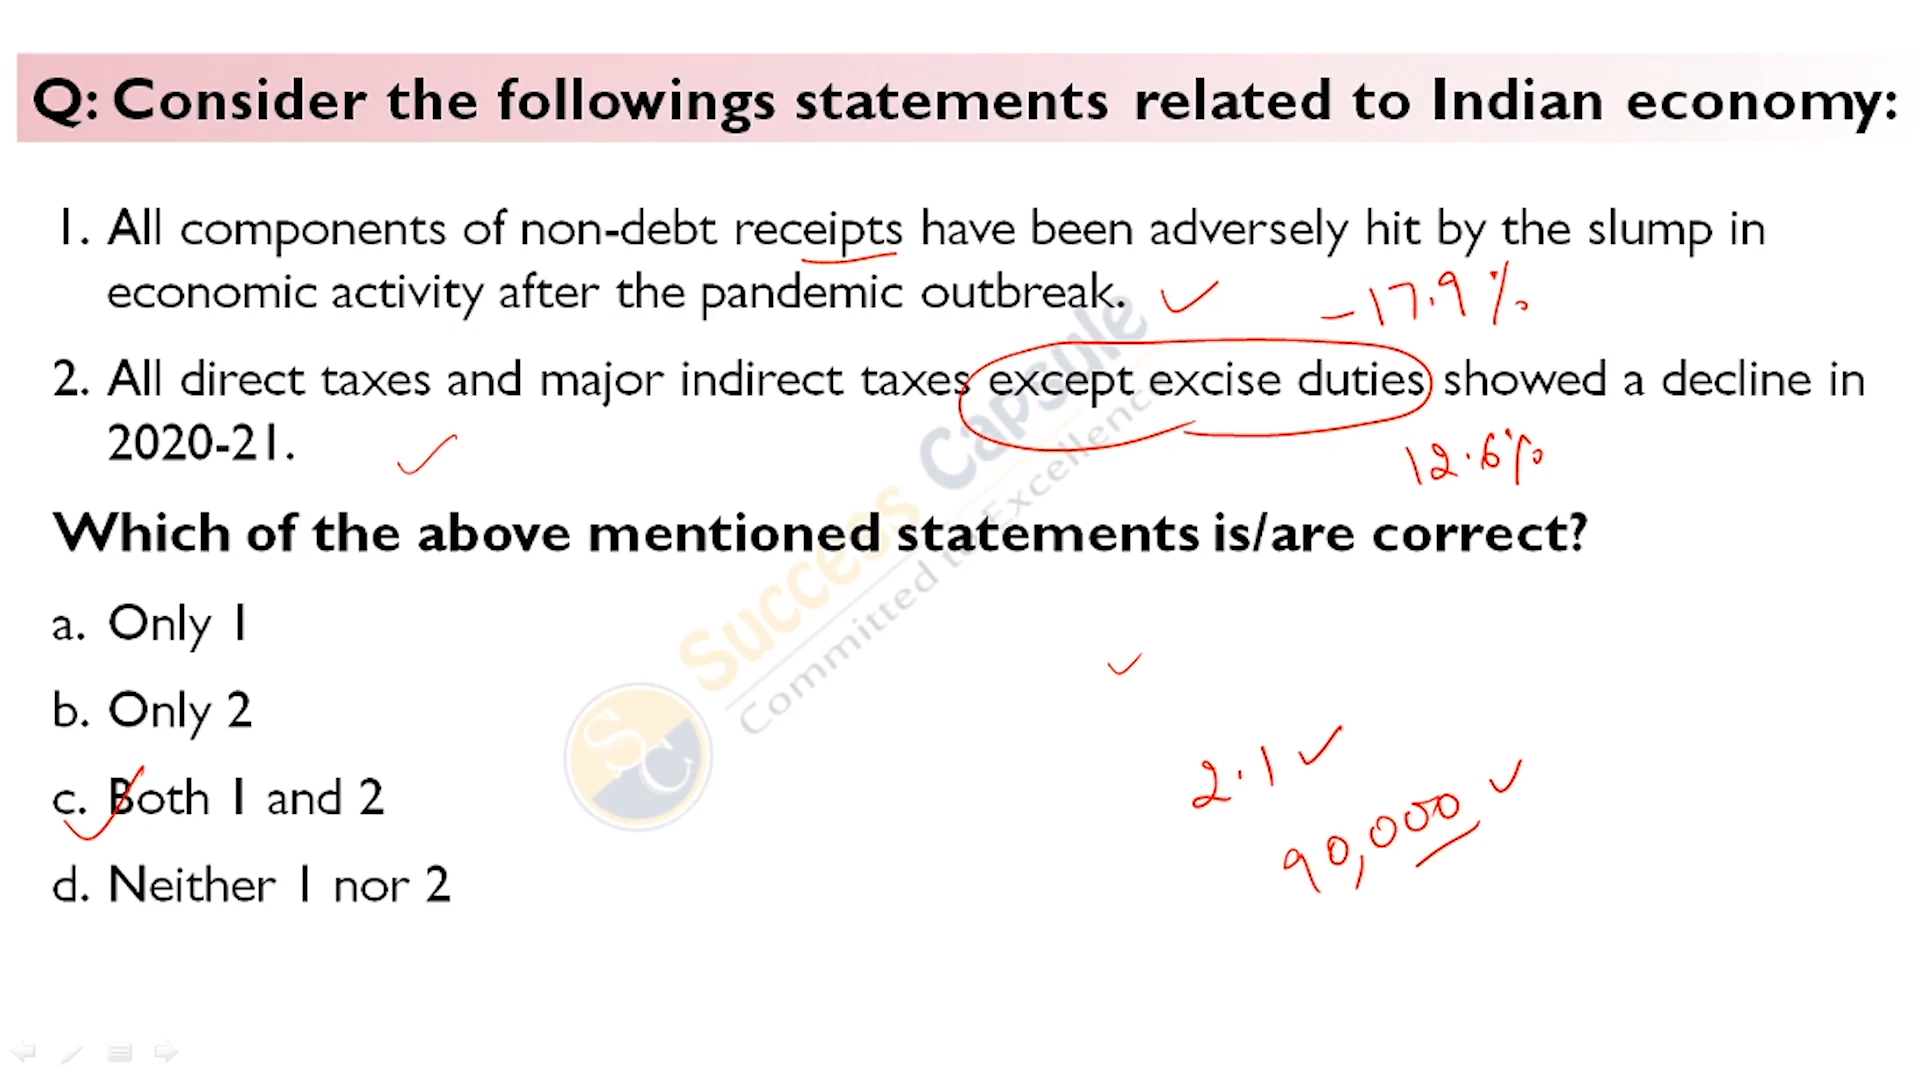 Q: Consider the followings statements related to Indian economy:
1. All components of non-debt receipts have been adversely hit by the slump in
economic activity after the pandemic outbreak.
-17.9%
2. All direct taxes and major indirect taxes except excise duties showed a decline in
2020-21.
12.6%
Which of the above mentioned statements is/are correct?
a. Only 1
b. Only 2
c. Both 1 and 2
d. Neither 1 nor 2
2.1
90,000
Success Capsule
Committed to Excellence
SC